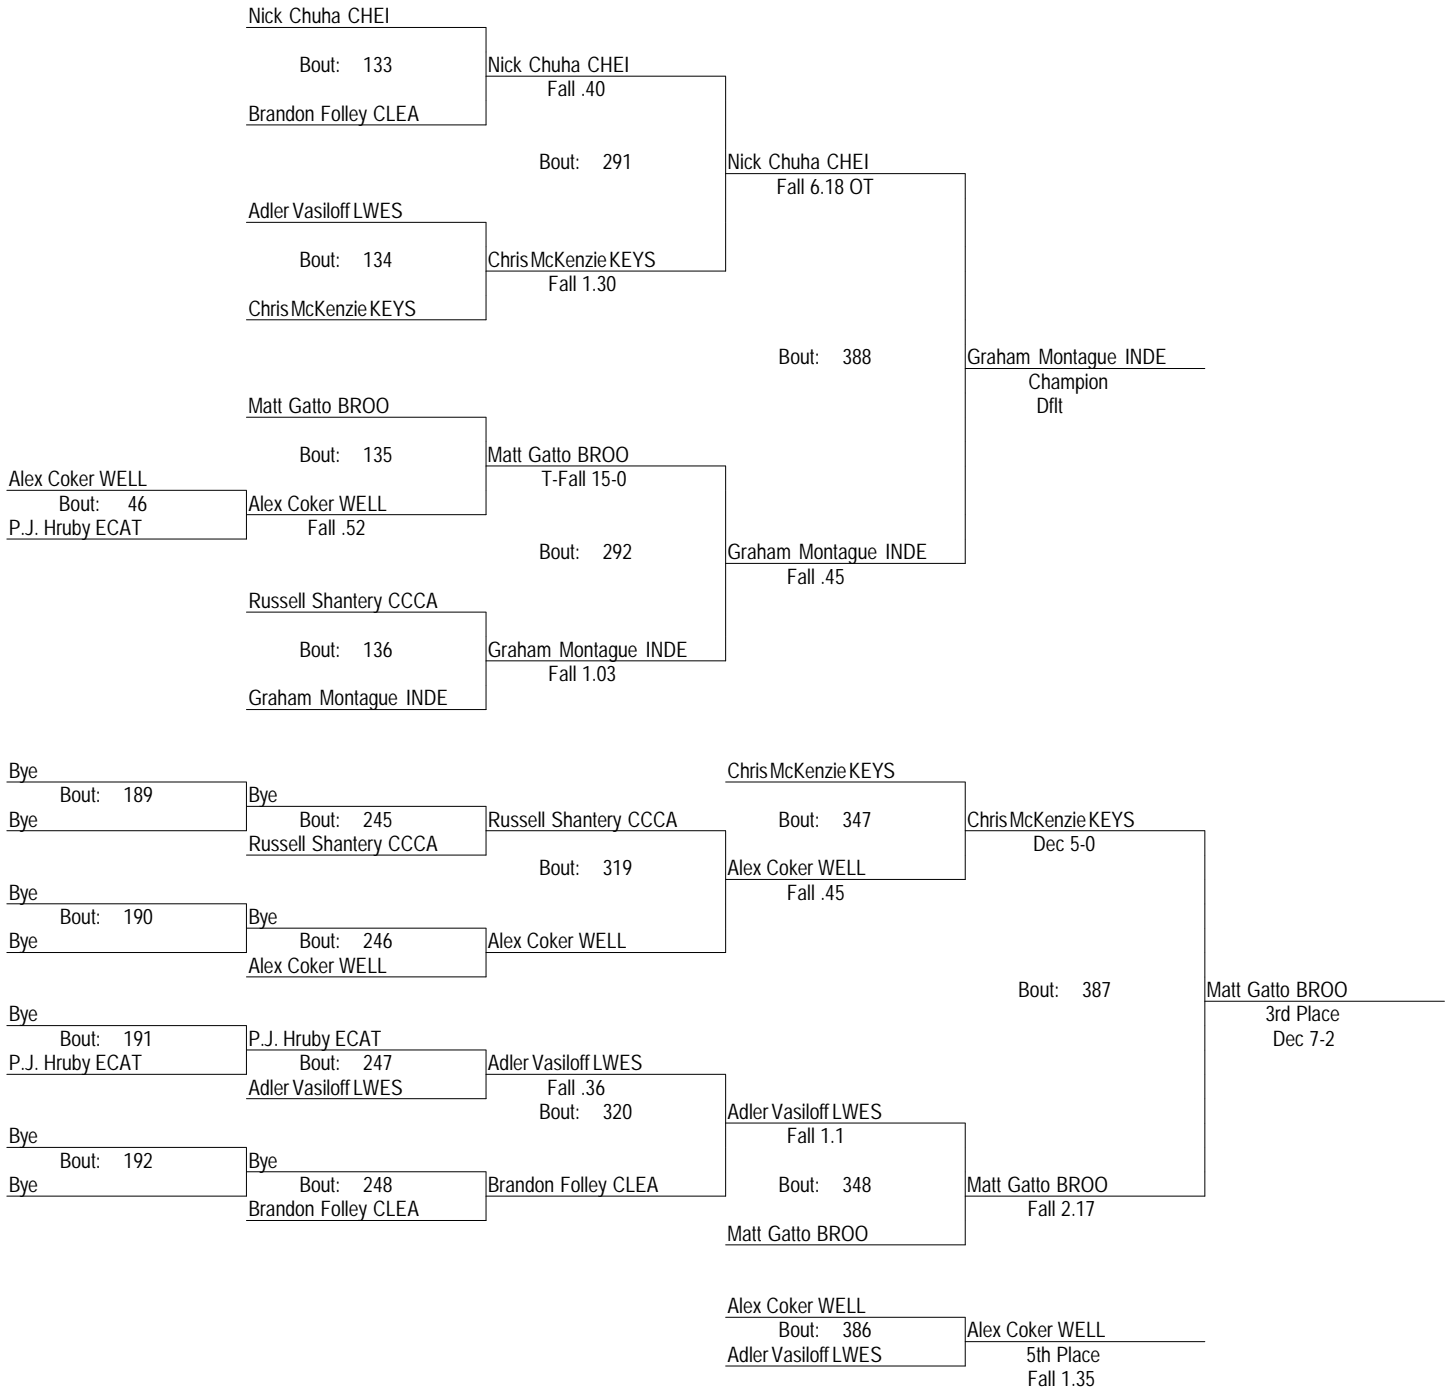 Nick Chuha CHEI
Bout: 133
Nick Chuha CHEI
Fall .40
Brandon Folley CLEA
Bout: 291
Nick Chuha CHEI
Fall 6.18 OT
Adler Vasiloff LWES
Bout: 134
Chris McKenzie KEYS
Fall 1.30
Chris McKenzie KEYS
Bout: 388
Graham Montague INDE
Champion
Dflt
Matt Gatto BROO
Bout: 135
Matt Gatto BROO
T-Fall 15-0
Alex Coker WELL
Bout: 46
P.J. Hruby ECAT
Alex Coker WELL
Fall .52
Bout: 292
Graham Montague INDE
Fall .45
Russell Shantery CCCA
Bout: 136
Graham Montague INDE
Fall 1.03
Graham Montague INDE
Bye
Bout: 189
Bye
Bye
Bout: 245
Russell Shantery CCCA
Russell Shantery CCCA
Bout: 319
Chris McKenzie KEYS
Bout: 347
Alex Coker WELL
Fall .45
Chris McKenzie KEYS
Dec 5-0
Bye
Bout: 190
Bye
Bye
Bout: 246
Alex Coker WELL
Alex Coker WELL
Bout: 387
Matt Gatto BROO
3rd Place
Dec 7-2
Bye
Bout: 191
P.J. Hruby ECAT
P.J. Hruby ECAT
Bout: 247
Adler Vasiloff LWES
Adler Vasiloff LWES
Fall .36
Bout: 320
Adler Vasiloff LWES
Fall 1.1
Bye
Bout: 192
Bye
Bye
Bout: 248
Brandon Folley CLEA
Brandon Folley CLEA
Bout: 348
Matt Gatto BROO
Fall 2.17
Matt Gatto BROO
Alex Coker WELL
Bout: 386
Adler Vasiloff LWES
Alex Coker WELL
5th Place
Fall 1.35